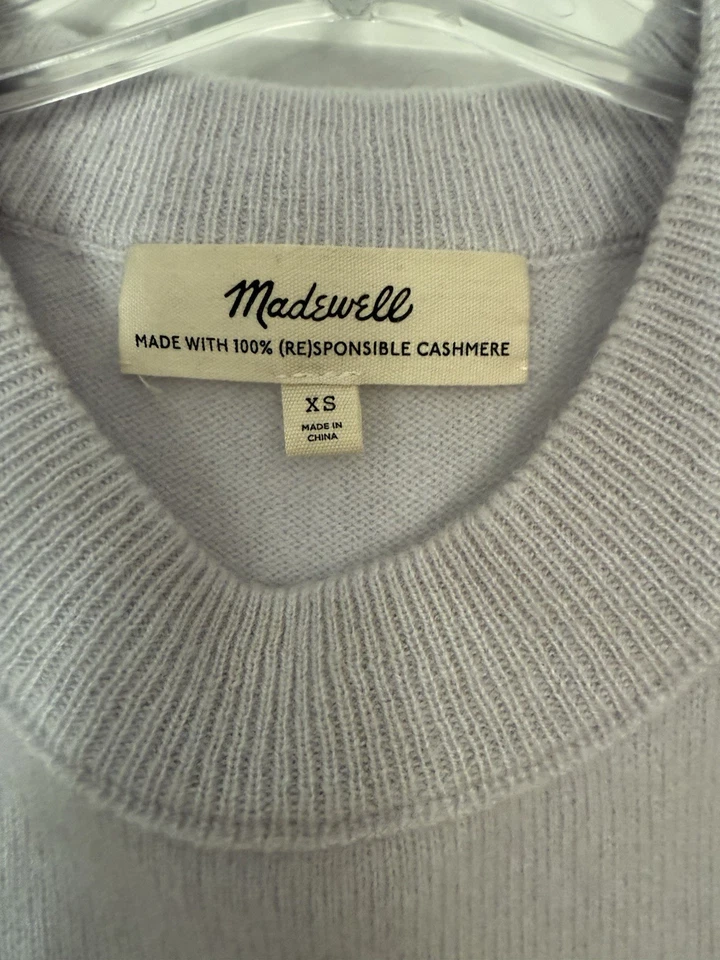 Madewell
MADE WITH 100% (RE)SPONSIBLE CASHMERE
XS
MADE IN
CHINA